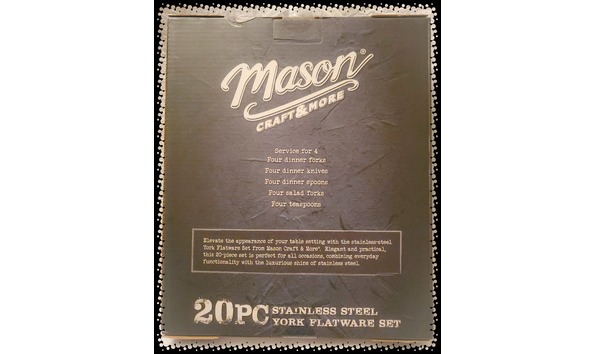 Mason®
CRAFT & MORE
Service for 4
Four dinner forks
Four dinner knives
Four dinner spoons
Four salad forks
Four teaspoons
Elevate the appearance of your table setting with the stainless-steel
York Flatware Set from Mason Craft & More®. Elegant and practical,
this 20-piece set is perfect for all occasions, combining everyday
functionality with the luxurious shine of stainless steel.
20PC STAINLESS STEEL
YORK FLATWARE SET